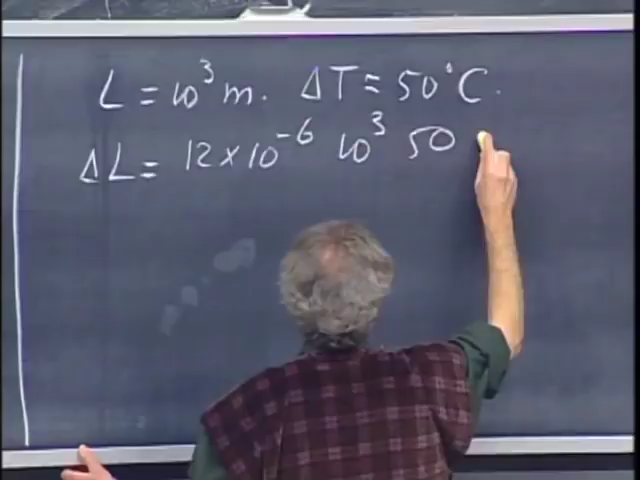 L = 10³ m. ΔT = 50°C.
ΔL = 12 × 10⁻⁶ 10³ 50